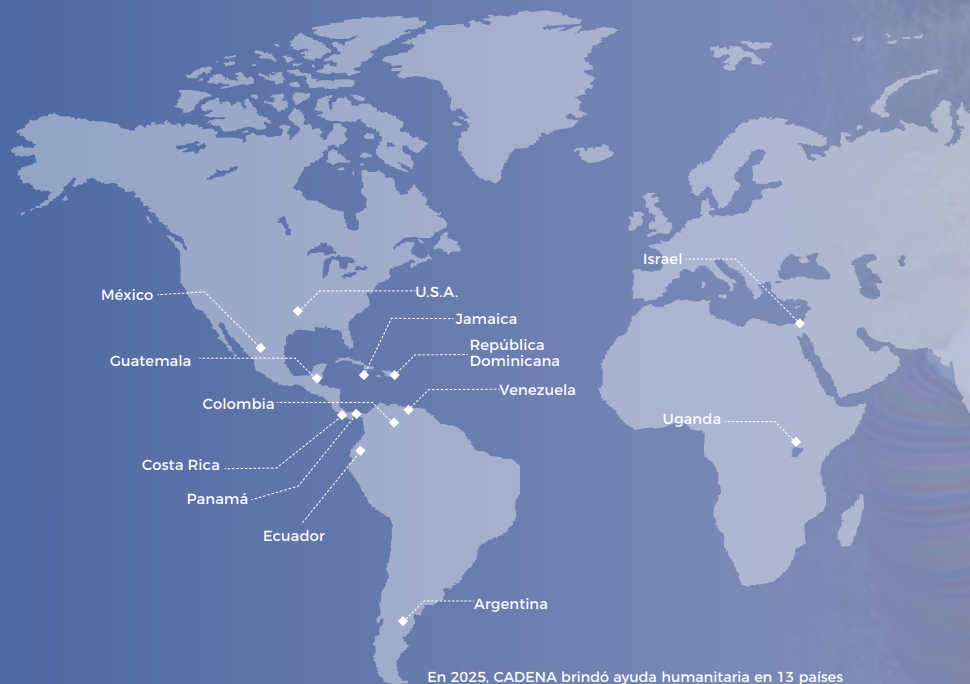 Israel
México
U.S.A.
Jamaica
República
Dominicana
Guatemala
Venezuela
Colombia
Uganda
Costa Rica
Panamá
Ecuador
Argentina
En 2025, CADENA brindó ayuda humanitaria en 13 países